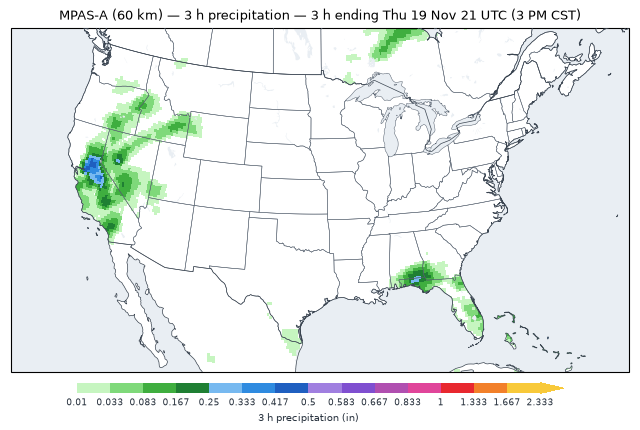 MPAS-A (60 km) — 3 h precipitation — 3 h ending Thu 19 Nov 21 UTC (3 PM CST)
0.01 0.033 0.083 0.167 0.25 0.333 0.417 0.5 0.583 0.667 0.833 1 1.333 1.667 2.333
3 h precipitation (in)